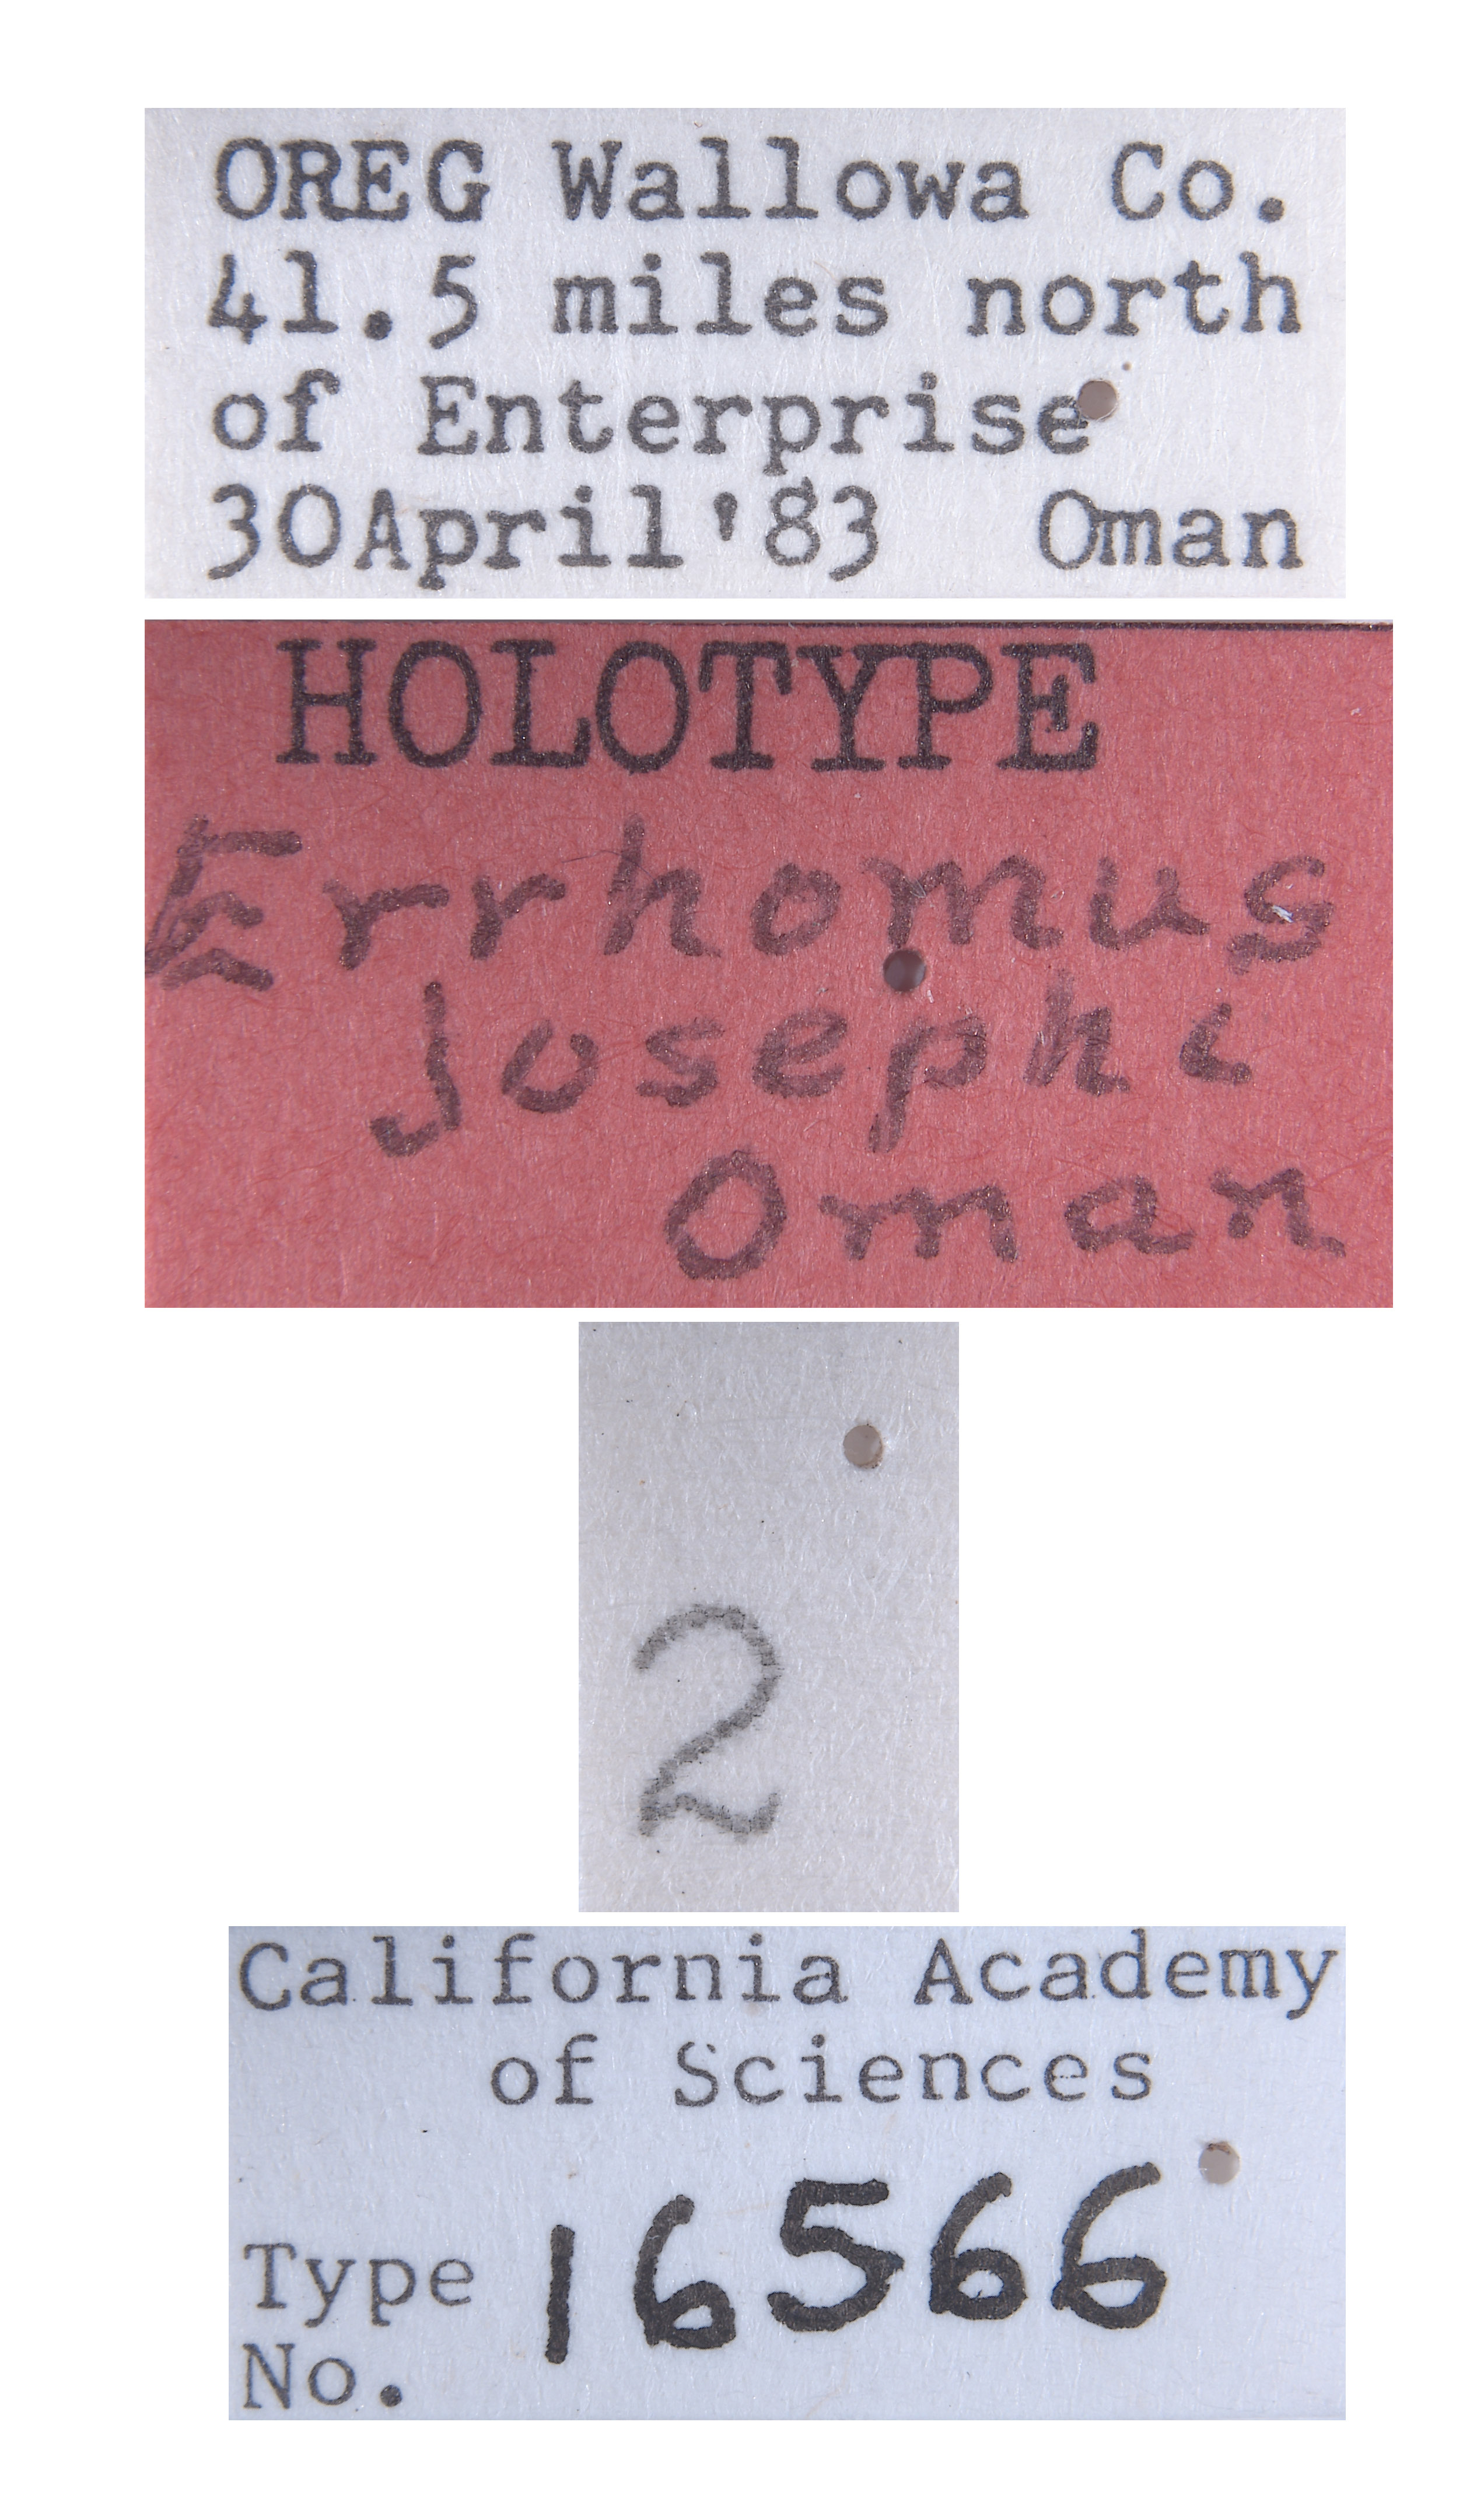 OREG Wallowa Co.
41.5 miles north
of Enterprise
30April'83 Oman
HOLOTYPE
Errhomus
josephi
Oman
2
California Academy
of Sciences
Type 16566
No.